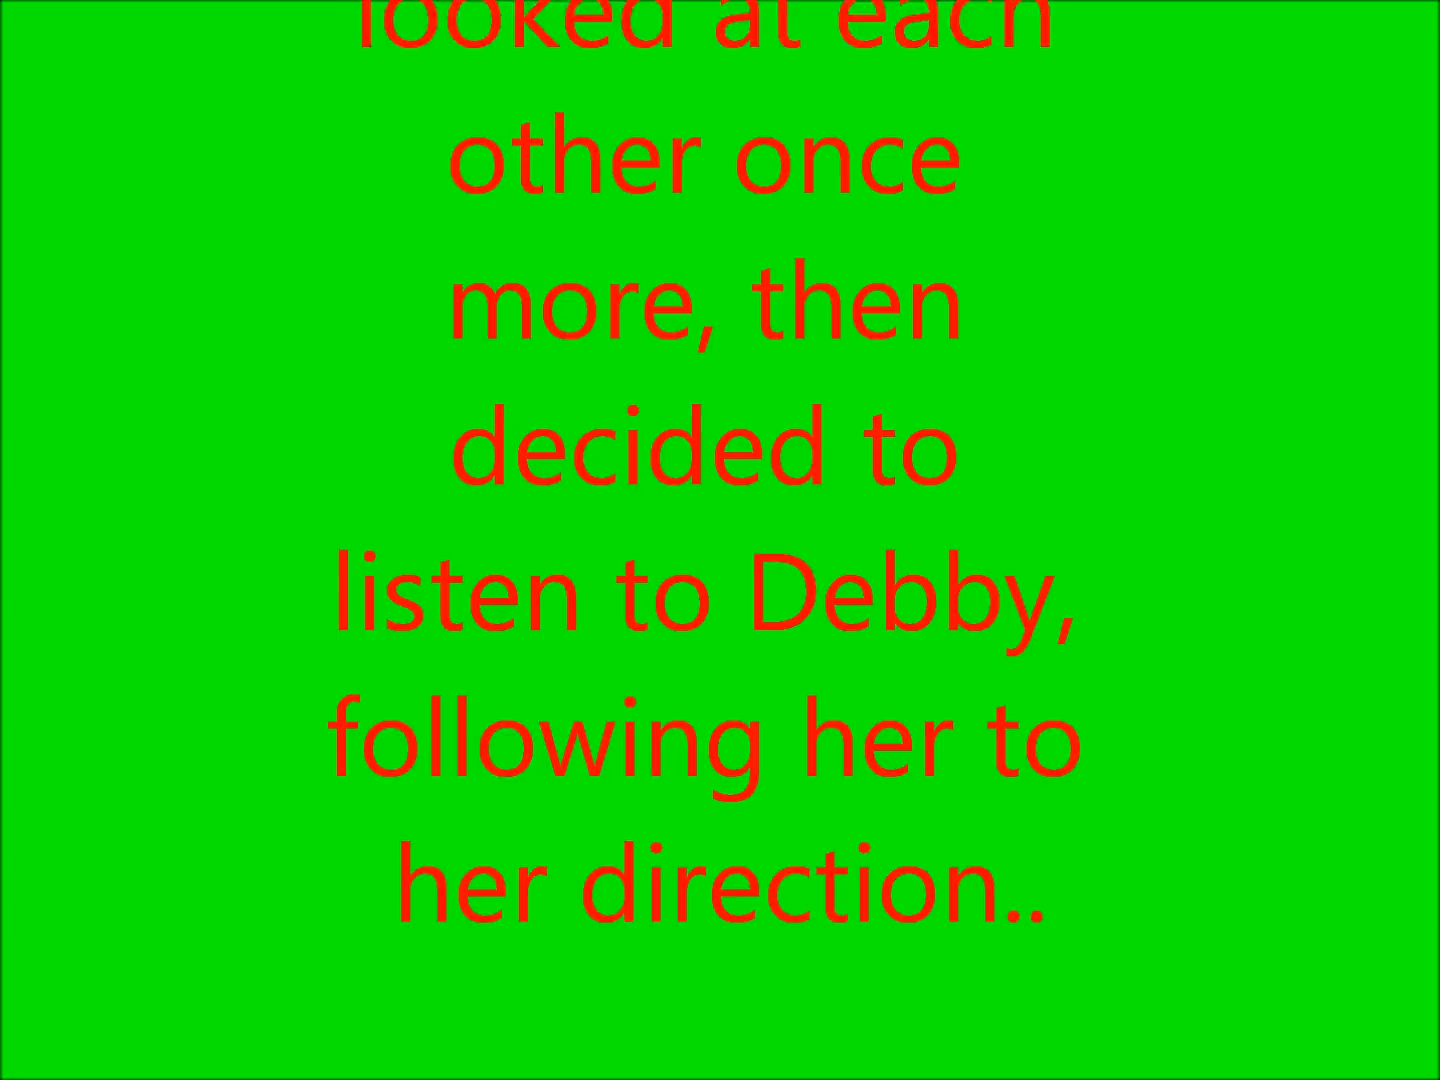 looked at each
other once
more, then
decided to
listen to Debby,
following her to
her direction..